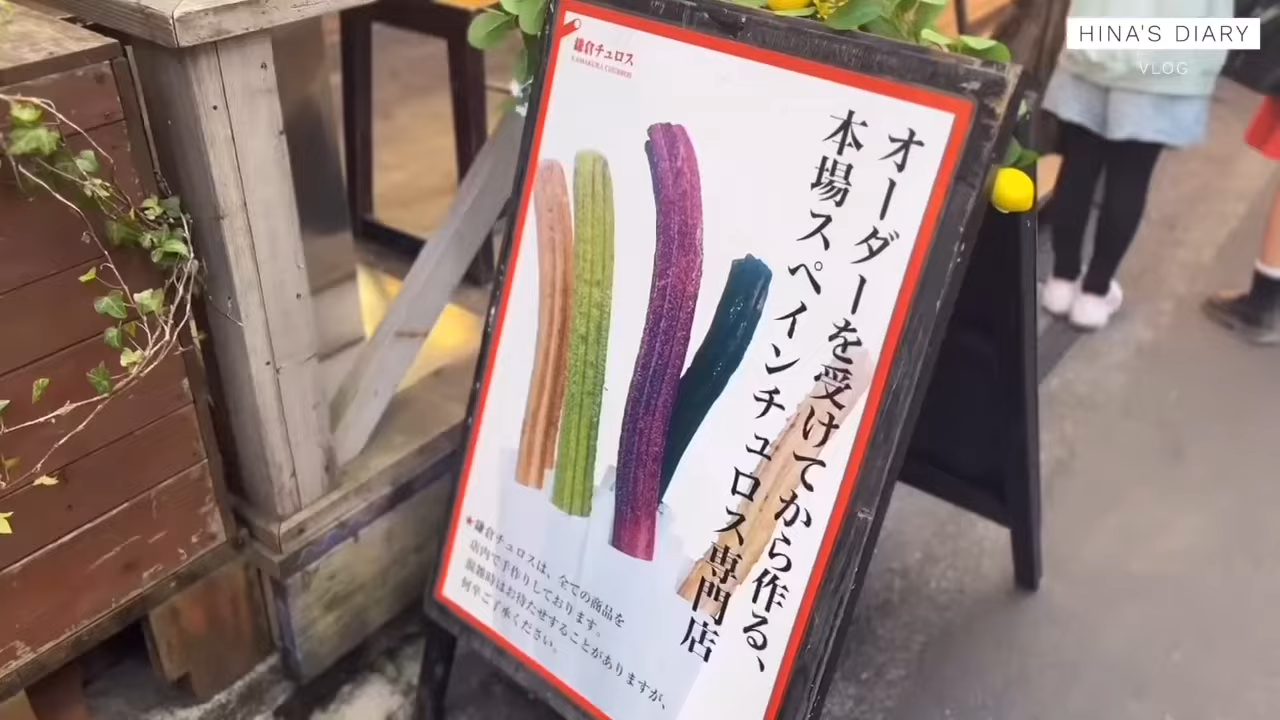 HINA'S DIARY
VLOG
鎌倉チュロス
KAMAKURA CHURROS
オーダーを受けてから作る、
本場スペインチュロス専門店
★鎌倉チュロスは、全ての商品を
店内で手作りしております。
混雑時はお待たせすることがありますが、
何卒ご了承ください。